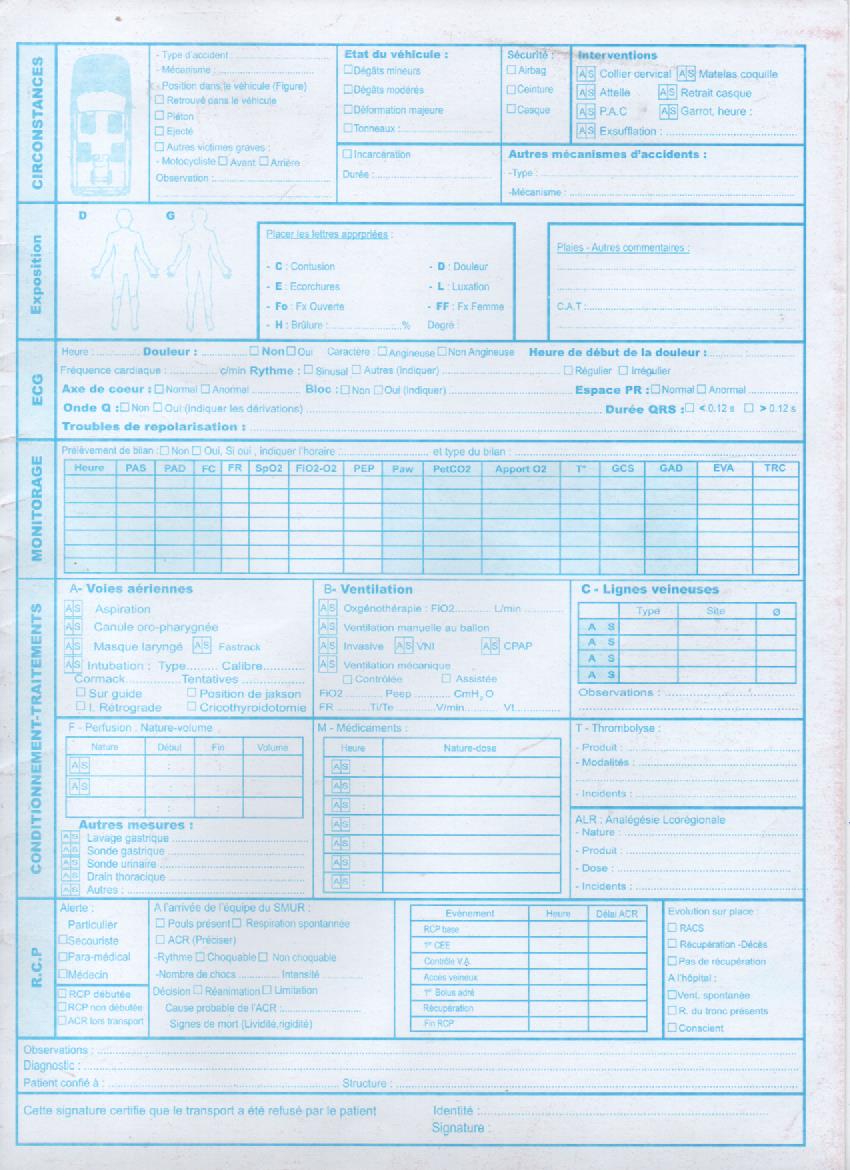 CIRCONSTANCES
- Type d'accident
- Mécanisme :
- Position dans le véhicule (Figure)
Retrouvé dans le véhicule
Piéton
Ejecté
Autres victimes graves :
- Motocycliste Avant Arrière
Observation :
Etat du véhicule :
Dégâts mineurs
Dégâts modérés
Déformation majeure
Tonneaux :
Incarcération
Durée :
Sécurité :
Airbag
Ceinture
Casque
Interventions
A S Collier cervical A S Matelas coquille
A S Attelle A S Retrait casque
A S P.A.C A S Garrot, heure :
A S Exsufflation :
Autres mécanismes d'accidents :
-Type :
-Mécanisme :
Exposition
D G
Placer les lettres apprpriées :
- C : Contusion - D : Douleur
- E : Ecorchures - L : Luxation
- Fo : Fx Ouverte - FF : Fx Femme
- H : Brûlure : % Degré :
Plaies - Autres commentaires :
C.A.T :
ECG
Heure : Douleur : Non Oui Caractère : Angineuse Non Angineuse Heure de début de la douleur :
Fréquence cardiaque : c/min Rythme : Sinusal Autres (indiquer) Régulier Irrégulier
Axe de coeur : Normal Anormal Bloc : Non Oui (indiquer) Espace PR : Normal Anormal
Onde Q : Non Oui (indiquer les dérivations) Durée QRS : < 0.12 s > 0.12 s
Troubles de repolarisation :
MONITORAGE
Prélèvement de bilan : Non Oui, Si oui , indiquer l'horaire : et type du bilan :
Heure PAS PAD FC FR SpO2 FiO2-O2 PEP Paw PetCO2 Apport O2 T° GCS GAD EVA TRC
CONDITIONNEMENT-TRAITEMENTS
A- Voies aériennes
A S Aspiration
A S Canule oro-pharygnée
A S Masque laryngé A S Fastrack
A S Intubation : Type Calibre
Cormack Tentatives
Sur guide Position de jakson
I. Rétrograde Cricothyroidotomie
B- Ventilation
A S Oxgénothérapie : FiO2 L/min
A S Ventilation manuelle au ballon
A S Invasive A S VNI A S CPAP
A S Ventilation mécanique
Contrôlée Assistée
FiO2 Peep CmH2O
FR Ti/Te V/min Vt
C - Lignes veineuses
Type Site Ø
A S
A S
A S
A S
Observations :
F - Perfusion : Nature-volume
Nature Début Fin Volume
A S : :
A S : :
: :
Autres mesures :
A S Lavage gastrique
A S Sonde gastrique
A S Sonde urinaire
A S Drain thoracique
A S Autres :
M - Médicaments :
Heure Nature-dose
A S :
A S :
A S :
A S :
A S :
A S :
A S :
T - Thrombolyse :
- Produit :
- Modalités :
- Incidents :
ALR : Analégésie Lcorégionale
- Nature :
- Produit :
- Dose :
- Incidents :
R.C.P
Alerte :
Particulier
Secouriste
Para-médical
Médecin
RCP débutée
RCP non débutée
ACR lors transport
A l'arrivée de l'équipe du SMUR :
Pouls présent Respiration spontannée
ACR (Préciser)
-Rythme Choquable Non choquable
-Nombre de chocs Intensité
Décision Réanimation Limitation
Cause probable de l'ACR :
Signes de mort (Lividité,rigidité)
Evènement Heure Délai ACR
RCP base
1er CEE
Contrôle V.A.
Accès veineux
1er Bolus adré
Récupération
Fin RCP
Evolution sur place :
RACS
Récupération -Décès
Pas de récupération
A l'hôpital :
Vent. spontanée
R. du tronc présents
Conscient
Observations :
Diagnostic :
Patient confié à : Structure :
Cette signature certifie que le transport a été refusé par le patient Identité :
Signature :